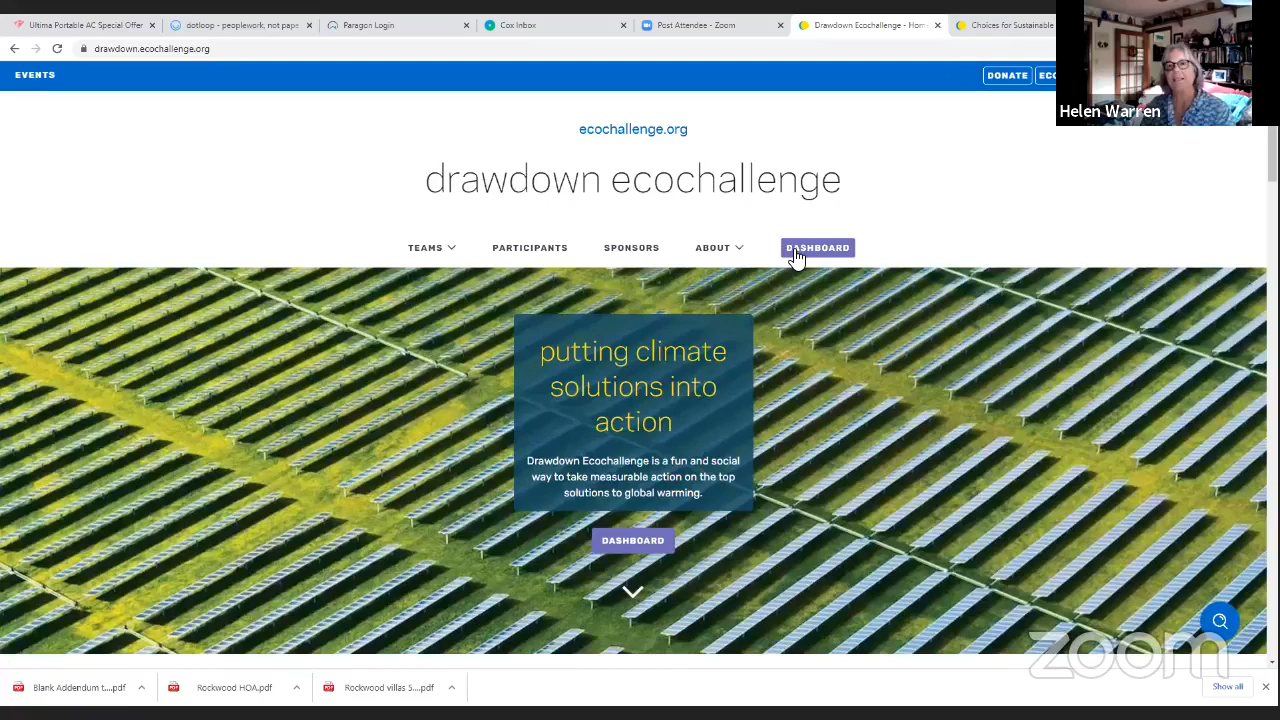 Ultima Portable AC Special Offer
dotloop - peoplework, not pape
Paragon Login
Cox Inbox
Post Attendee - Zoom
Drawdown Ecochallenge - Hom
Choices for Sustainable
drawdown.ecochallenge.org
EVENTS
DONATE
ECO
Helen Warren
ecochallenge.org
drawdown ecochallenge
TEAMS
PARTICIPANTS
SPONSORS
ABOUT
DASHBOARD
putting climate
solutions into
action
Drawdown Ecochallenge is a fun and social
way to take measurable action on the top
solutions to global warming.
DASHBOARD
zoom
Blank Addendum t....pdf
Rockwood HOA.pdf
Rockwood villas S....pdf
Show all